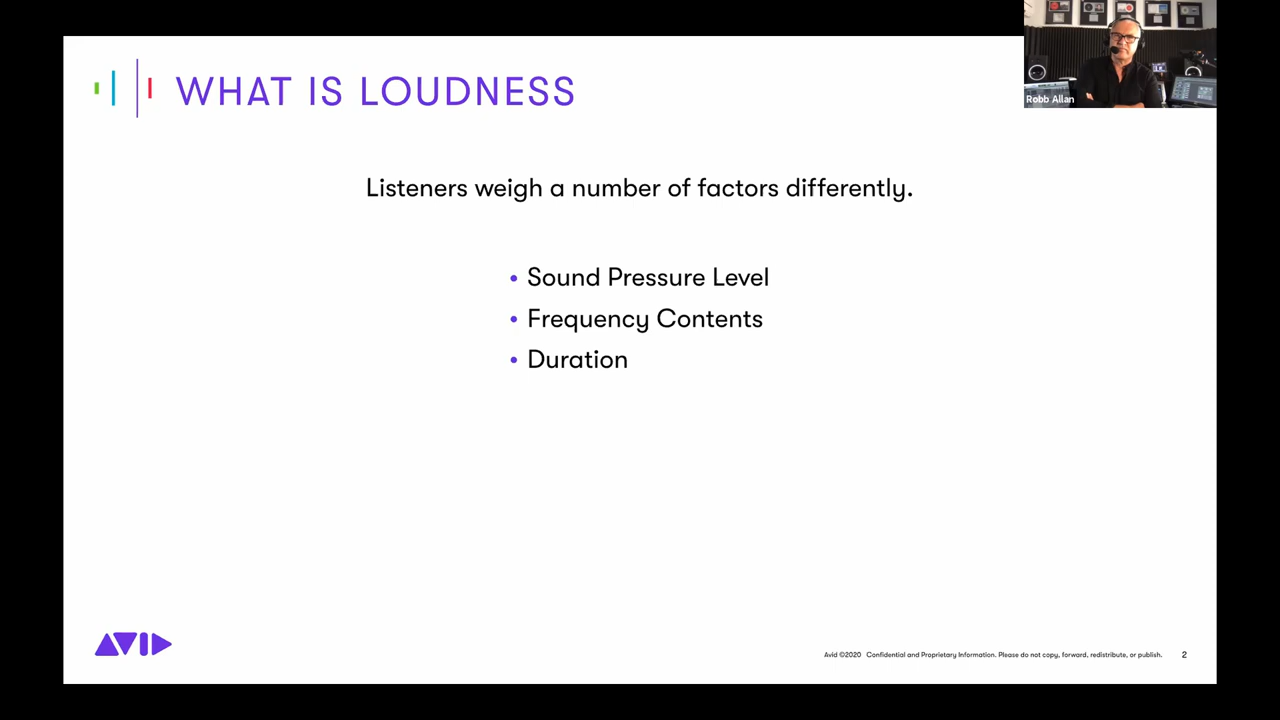 WHAT IS LOUDNESS
Robb Allan
Listeners weigh a number of factors differently.
• Sound Pressure Level
• Frequency Contents
• Duration
AVID
Avid ©2020 Confidential and Proprietary Information. Please do not copy, forward, redistribute, or publish. 2